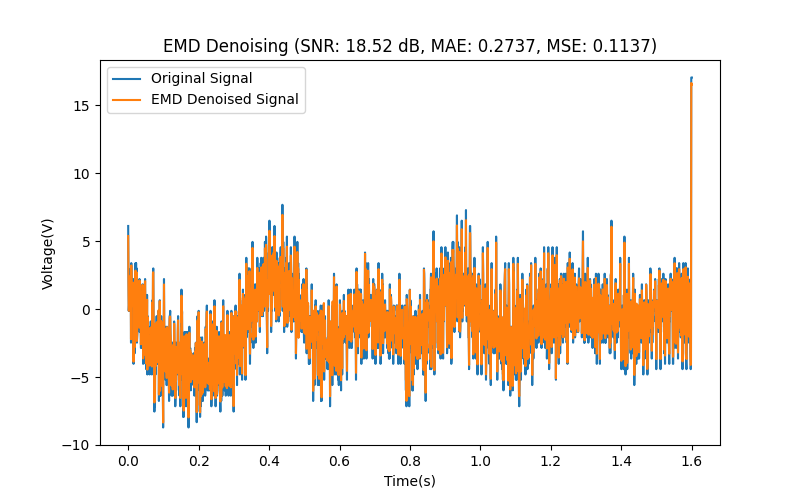 EMD Denoising (SNR: 18.52 dB, MAE: 0.2737, MSE: 0.1137)
Original Signal
EMD Denoised Signal
15
10
5
0
−5
−10
Voltage(V)
0.0 0.2 0.4 0.6 0.8 1.0 1.2 1.4 1.6
Time(s)